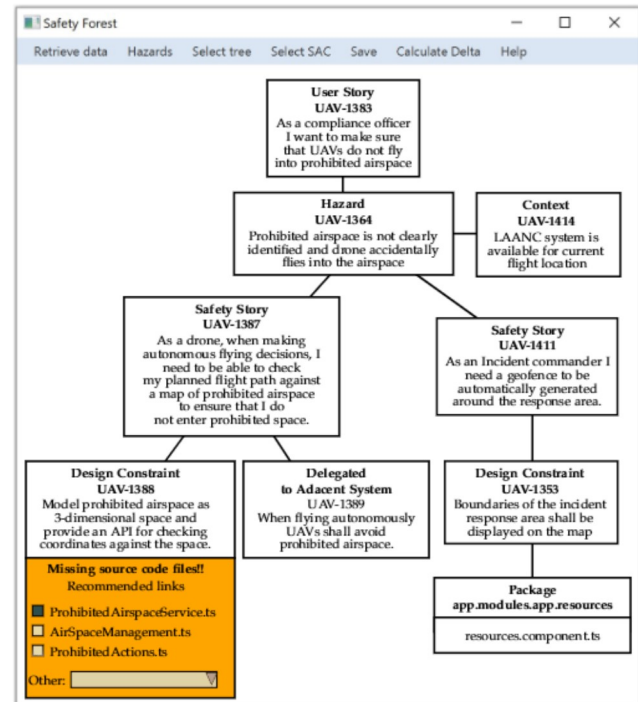 Safety Forest
Retrieve data Hazards Select tree Select SAC Save Calculate Delta Help
User Story
UAV-1383
As a compliance officer
I want to make sure
that UAVs do not fly
into prohibited airspace
Hazard
UAV-1364
Prohibited airspace is not clearly
identified and drone accidentally
flies into the airspace
Context
UAV-1414
LAANC system is
available for current
flight location
Safety Story
UAV-1387
As a drone, when making
autonomous flying decisions, I
need to be able to check
my planned flight path against
a map of prohibited airspace
to ensure that I do
not enter prohibited space.
Safety Story
UAV-1411
As an Incident commander I
need a geofence to be
automatically generated
around the response area.
Design Constraint
UAV-1388
Model prohibited airspace as
3-dimensional space and
provide an API for checking
coordinates against the space.
Delegated
to Adacent System
UAV-1389
When flying autonomously
UAVs shall avoid
prohibited airspace.
Design Constraint
UAV-1353
Boundaries of the incident
response area shall be
displayed on the map
Missing source code files!!
Recommended links
ProhibitedAirspaceService.ts
AirSpaceManagement.ts
ProhibitedActions.ts
Other:
Package
app.modules.app.resources
resources.component.ts